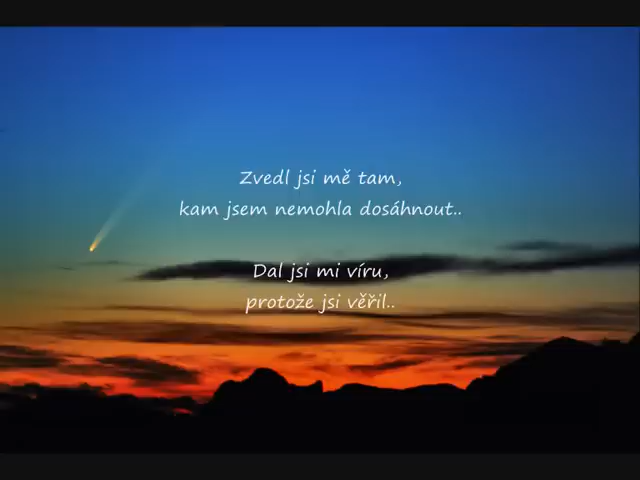 Zvedl jsi mě tam,
kam jsem nemohla dosáhnout..
Dal jsi mi víru,
protože jsi věřil..